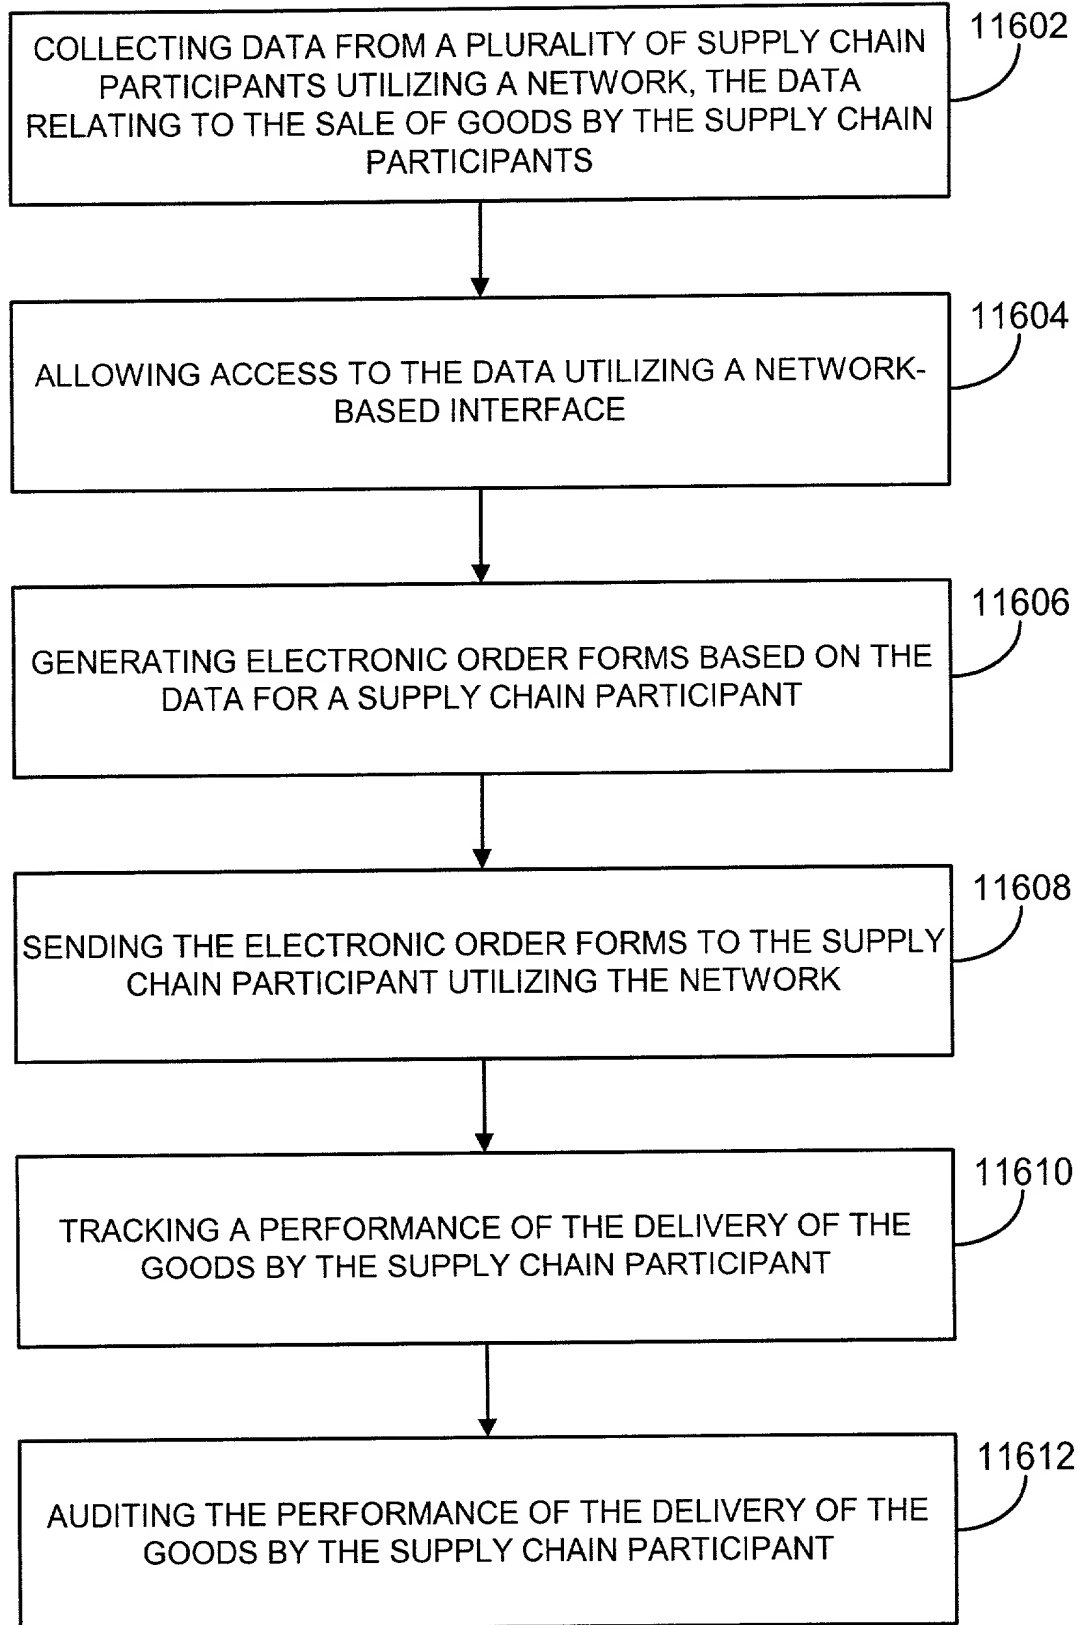 11602
COLLECTING DATA FROM A PLURALITY OF SUPPLY CHAIN
PARTICIPANTS UTILIZING A NETWORK, THE DATA
RELATING TO THE SALE OF GOODS BY THE SUPPLY CHAIN
PARTICIPANTS
11604
ALLOWING ACCESS TO THE DATA UTILIZING A NETWORK-
BASED INTERFACE
11606
GENERATING ELECTRONIC ORDER FORMS BASED ON THE
DATA FOR A SUPPLY CHAIN PARTICIPANT
11608
SENDING THE ELECTRONIC ORDER FORMS TO THE SUPPLY
CHAIN PARTICIPANT UTILIZING THE NETWORK
11610
TRACKING A PERFORMANCE OF THE DELIVERY OF THE
GOODS BY THE SUPPLY CHAIN PARTICIPANT
11612
AUDITING THE PERFORMANCE OF THE DELIVERY OF THE
GOODS BY THE SUPPLY CHAIN PARTICIPANT